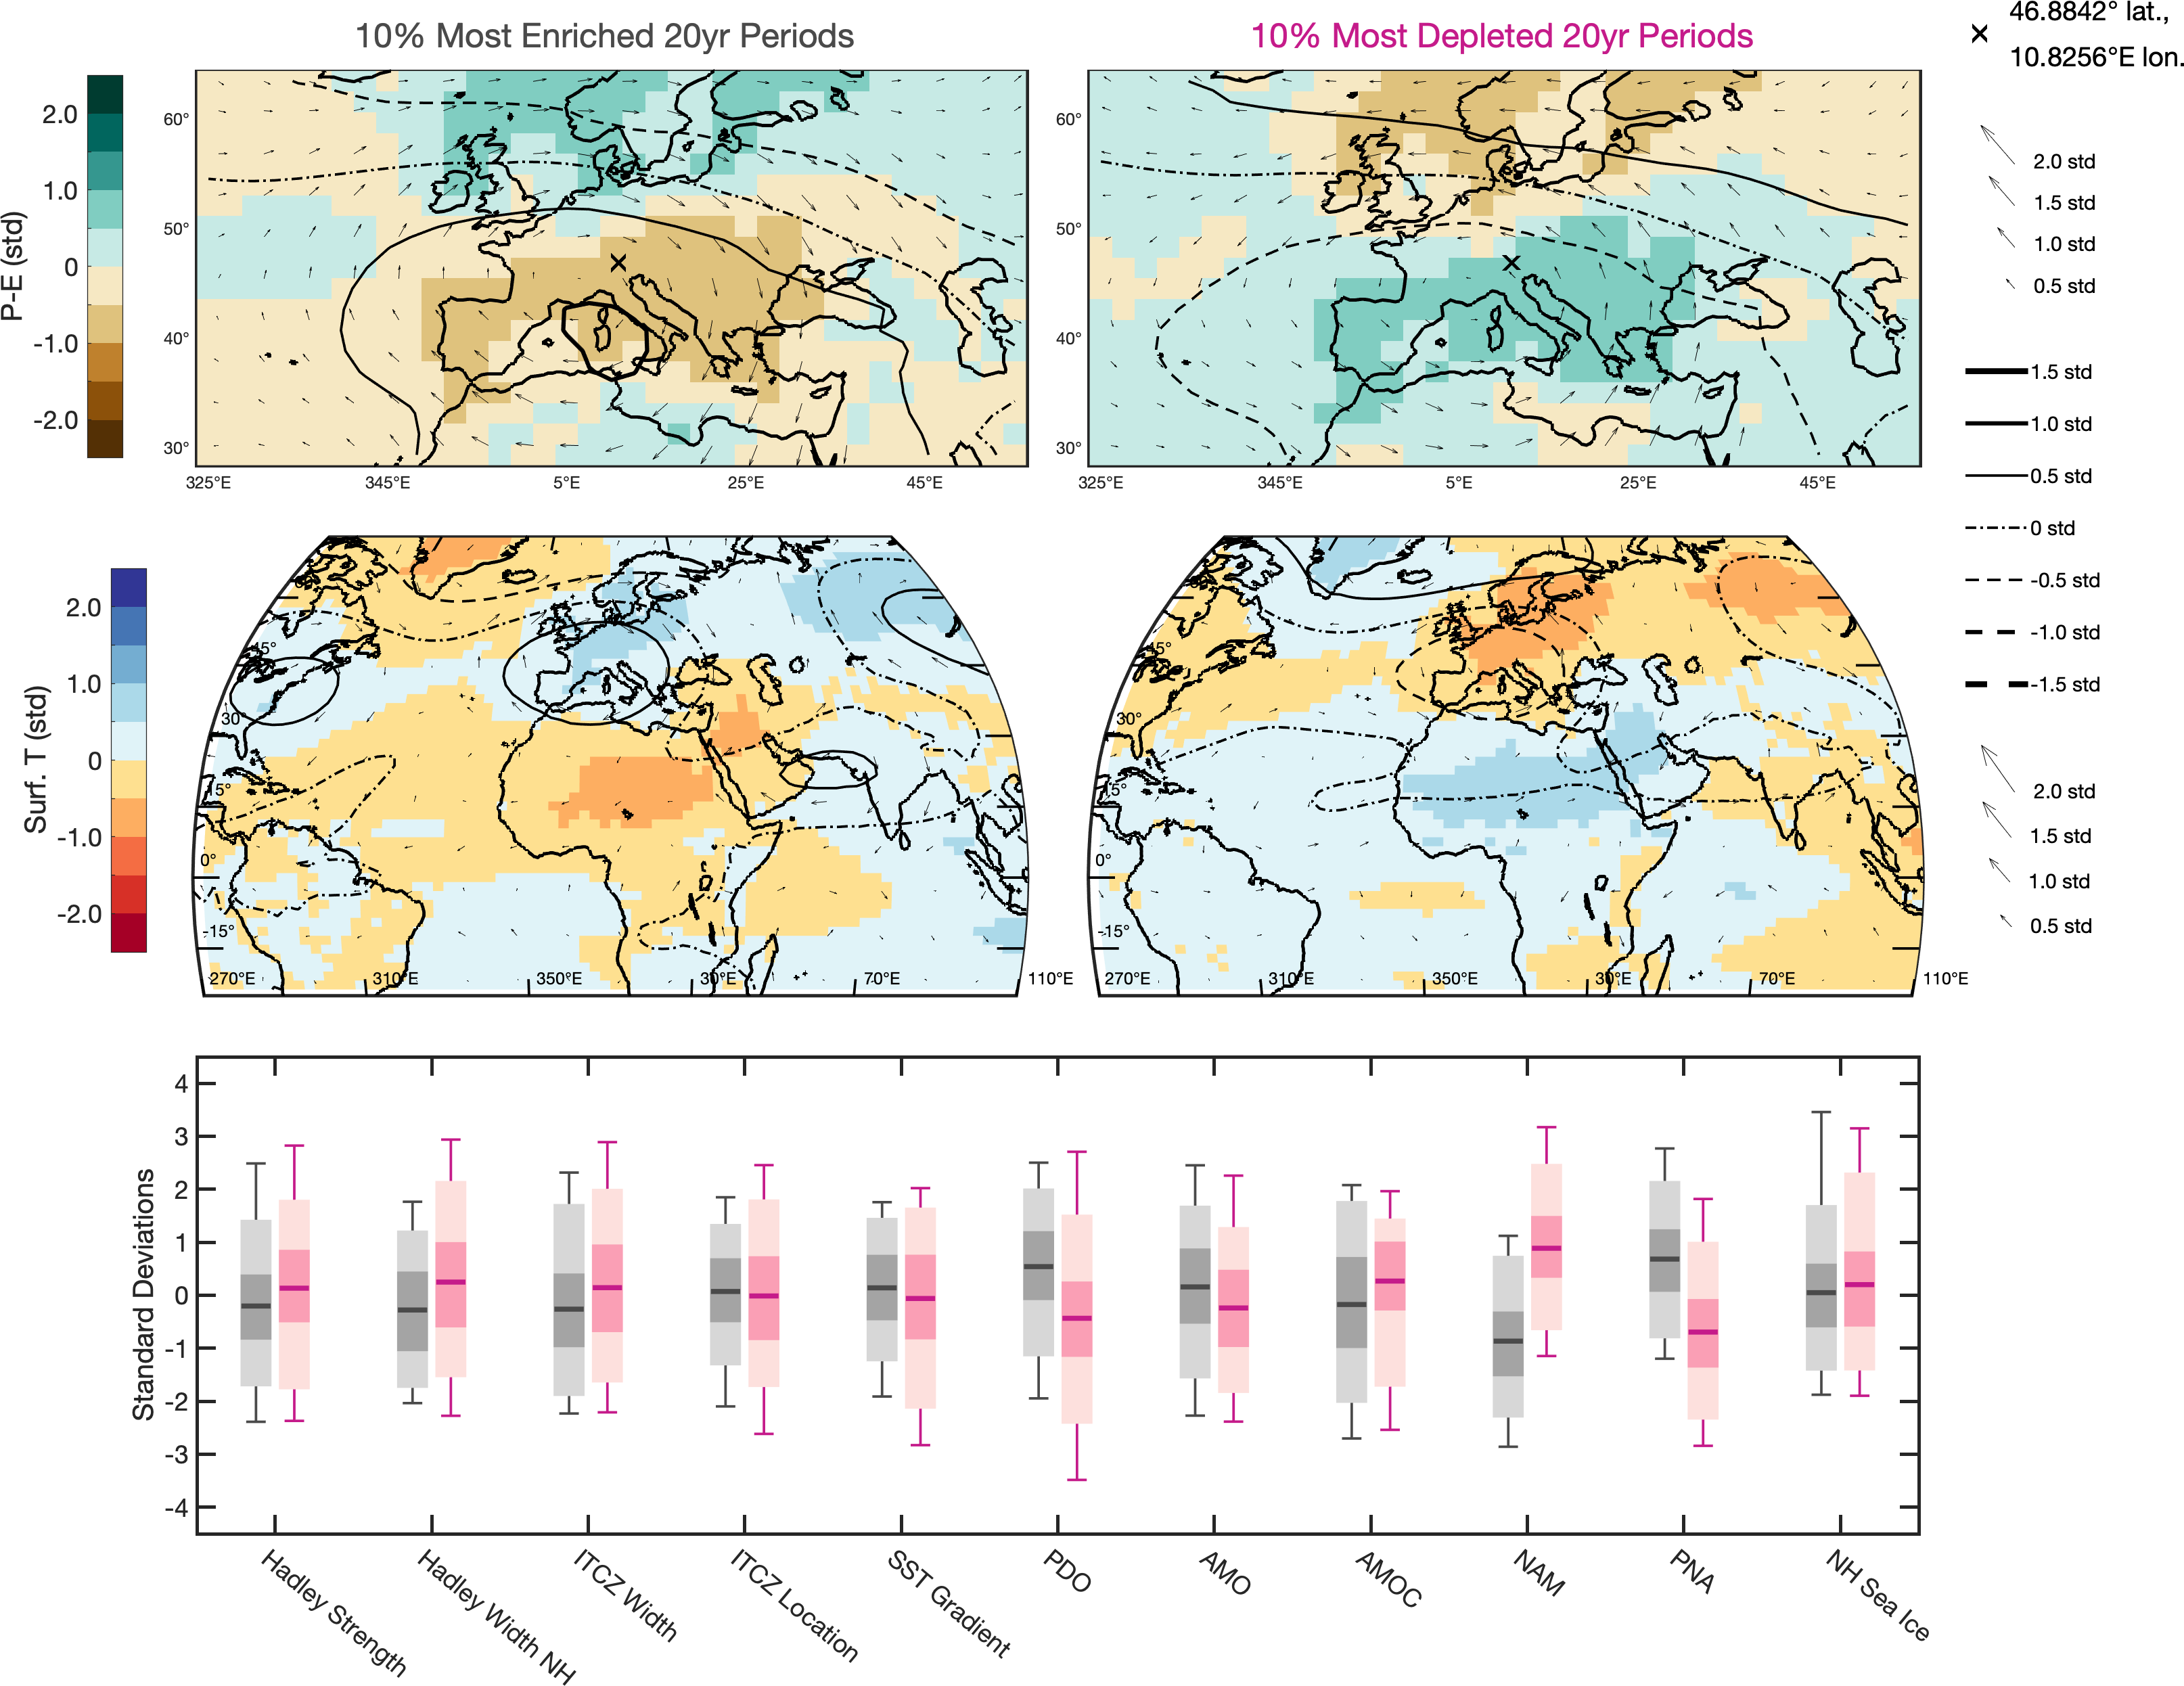 10% Most Enriched 20yr Periods
10% Most Depleted 20yr Periods
46.8842° lat.,
10.8256°E lon.
P-E (std)
2.0
1.0
0
-1.0
-2.0
60°
50°
40°
30°
325°E 345°E 5°E 25°E 45°E
60°
50°
40°
30°
325°E 345°E 5°E 25°E 45°E
2.0 std
1.5 std
1.0 std
0.5 std
1.5 std
1.0 std
0.5 std
0 std
-0.5 std
-1.0 std
-1.5 std
2.0 std
1.5 std
1.0 std
0.5 std
Surf. T (std)
2.0
1.0
0
-1.0
-2.0
45°
30°
15°
0°
-15°
270°E 310°E 350°E 30°E 70°E 110°E
45°
30°
15°
0°
-15°
270°E 310°E 350°E 30°E 70°E 110°E
Standard Deviations
4
3
2
1
0
-1
-2
-3
-4
Hadley Strength
Hadley Width NH
ITCZ Width
ITCZ Location
SST Gradient
PDO
AMO
AMOC
NAM
PNA
NH Sea Ice